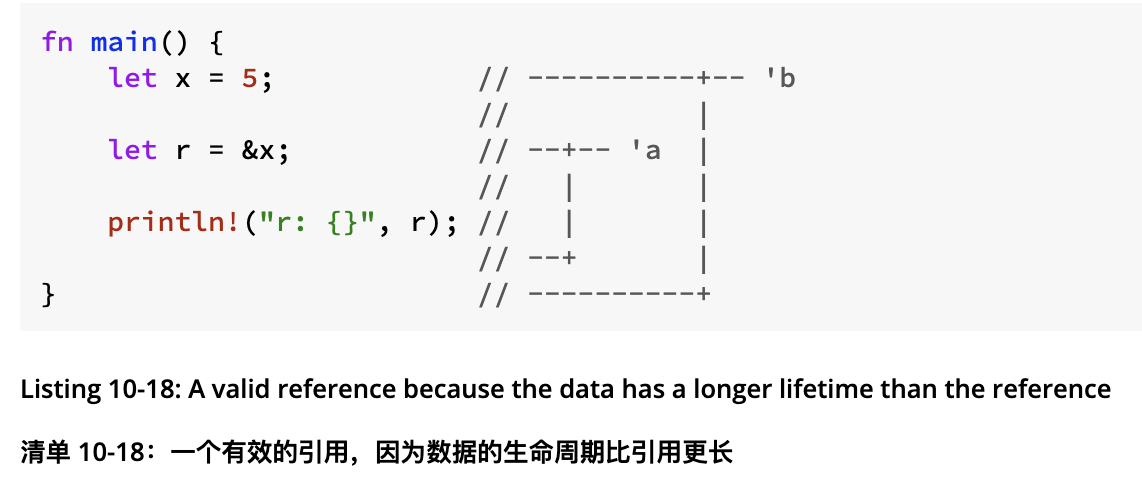 fn main() {
    let x = 5;            // ----------+-- 'b
                          //           |
    let r = &x;           // --+-- 'a  |
                          //   |       |
    println!("r: {}", r); //   |       |
                          // --+       |
}                         // ----------+
Listing 10-18: A valid reference because the data has a longer lifetime than the reference
清单 10-18：一个有效的引用，因为数据的生命周期比引用更长